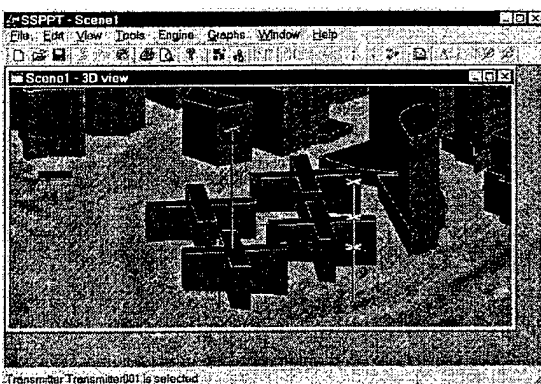 SSPPT - Scene1
File Edit View Tools Engine Graphs Window Help
Scene1 - 3D view
Transmitter Transmitter001 is selected